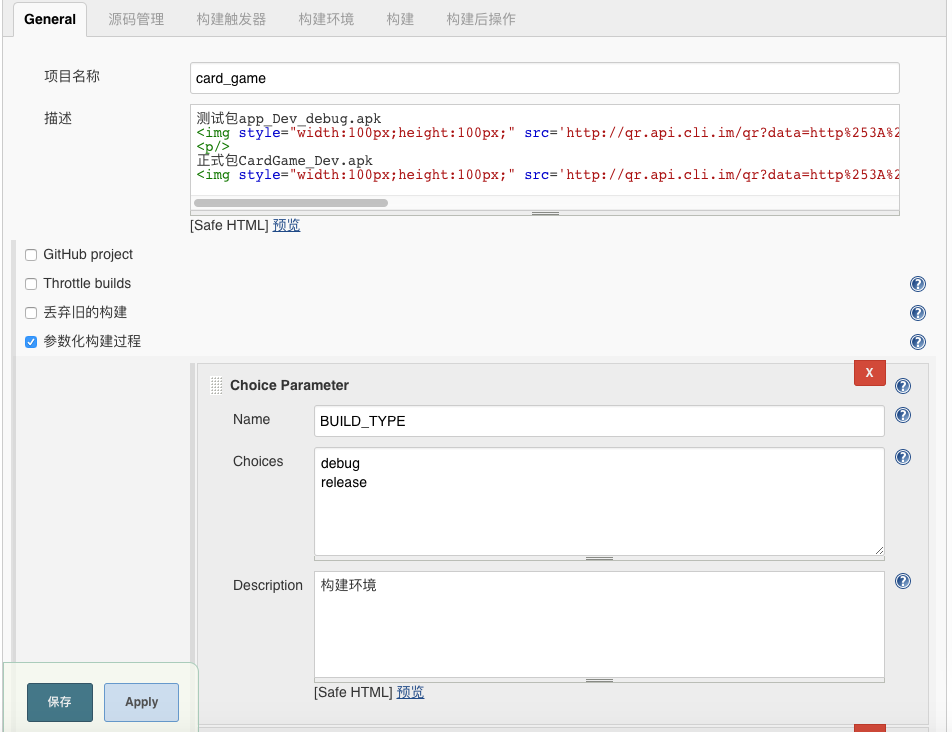 General 源码管理 构建触发器 构建环境 构建 构建后操作
项目名称 card_game
描述
测试包app_Dev_debug.apk
<img style="width:100px;height:100px;" src='http://qr.api.cli.im/qr?data=http%253A%2
<p/>
正式包CardGame_Dev.apk
<img style="width:100px;height:100px;" src='http://qr.api.cli.im/qr?data=http%253A%2
[Safe HTML] 预览
GitHub project
Throttle builds
丢弃旧的构建
参数化构建过程
X
Choice Parameter
Name BUILD_TYPE
Choices debug
release
Description 构建环境
[Safe HTML] 预览
保存 Apply